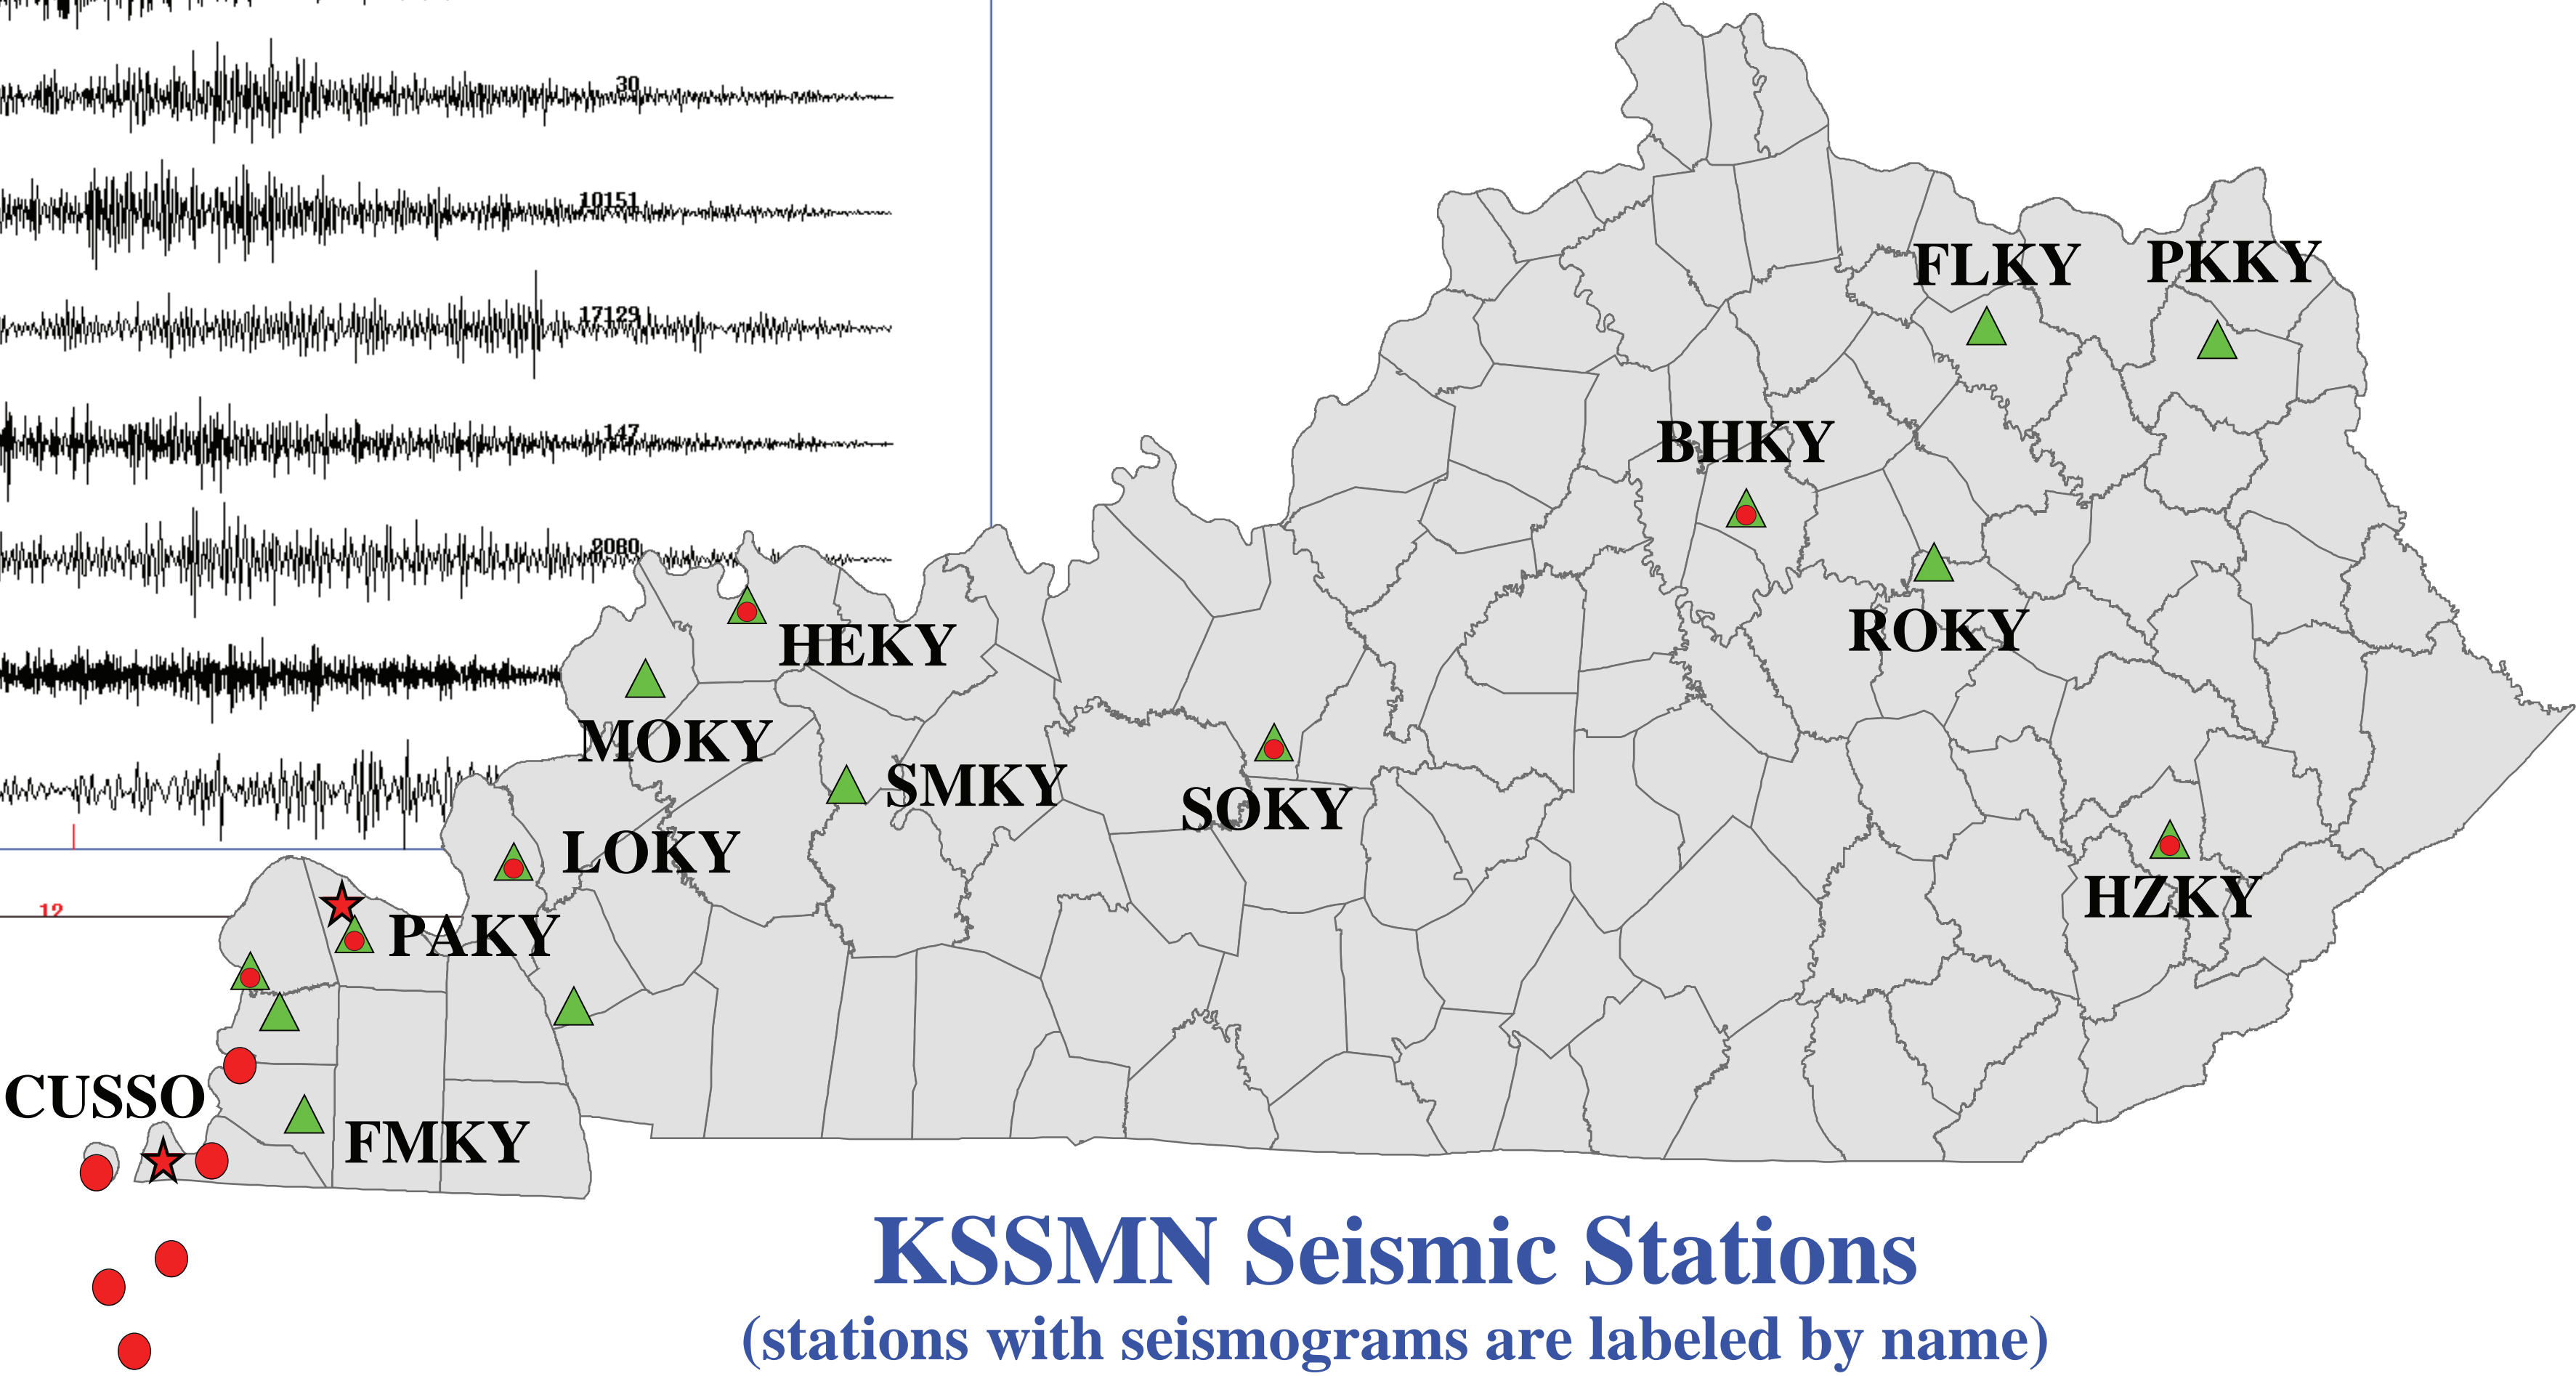 30
10151
17129
147
2080
12
FLKY
PKKY
BHKY
ROKY
HEKY
MOKY
SMKY
SOKY
LOKY
HZKY
PAKY
CUSSO
FMKY
KSSMN Seismic Stations
(stations with seismograms are labeled by name)